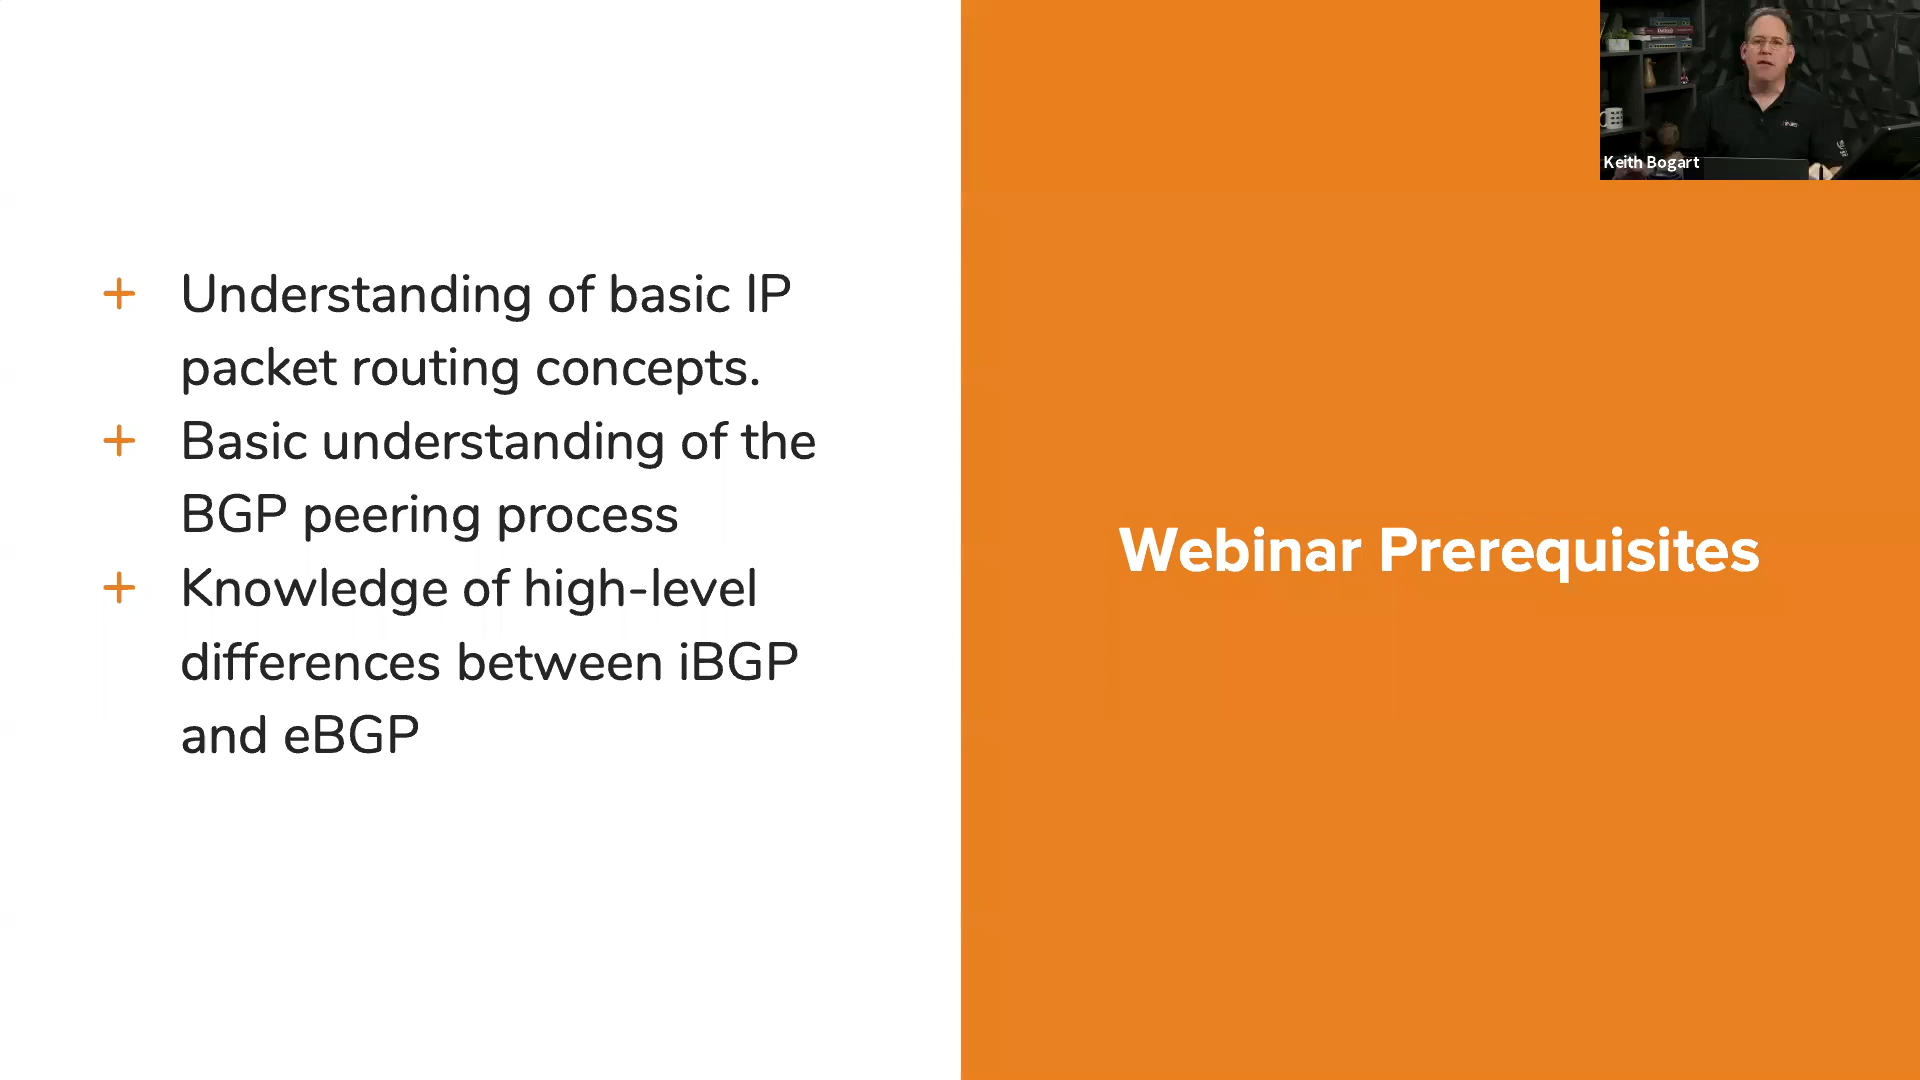 + Understanding of basic IP
packet routing concepts.
+ Basic understanding of the
BGP peering process
+ Knowledge of high-level
differences between iBGP
and eBGP
Webinar Prerequisites
Keith Bogart